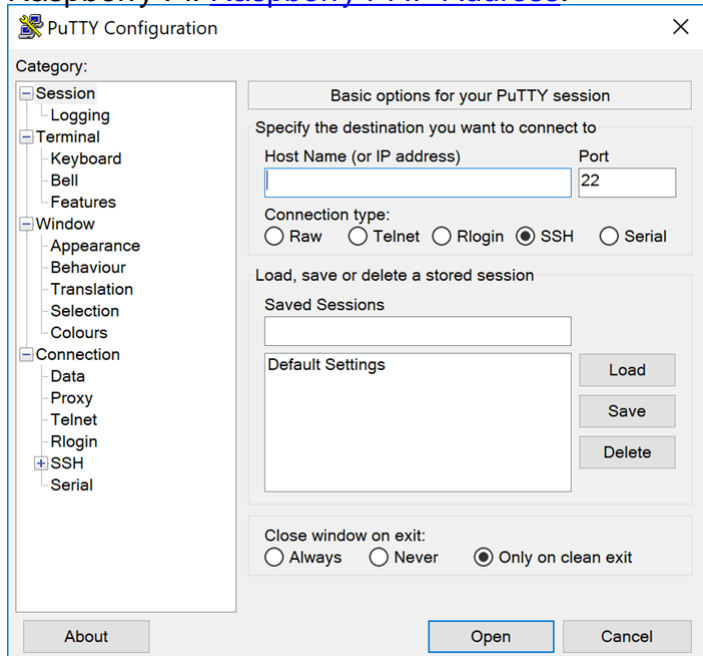 PuTTY Configuration
Category:
Session
Logging
Terminal
Keyboard
Bell
Features
Window
Appearance
Behaviour
Translation
Selection
Colours
Connection
Data
Proxy
Telnet
Rlogin
SSH
Serial
Basic options for your PuTTY session
Specify the destination you want to connect to
Host Name (or IP address) Port
22
Connection type:
Raw Telnet Rlogin SSH Serial
Load, save or delete a stored session
Saved Sessions
Default Settings
Load
Save
Delete
Close window on exit:
Always Never Only on clean exit
About Open Cancel